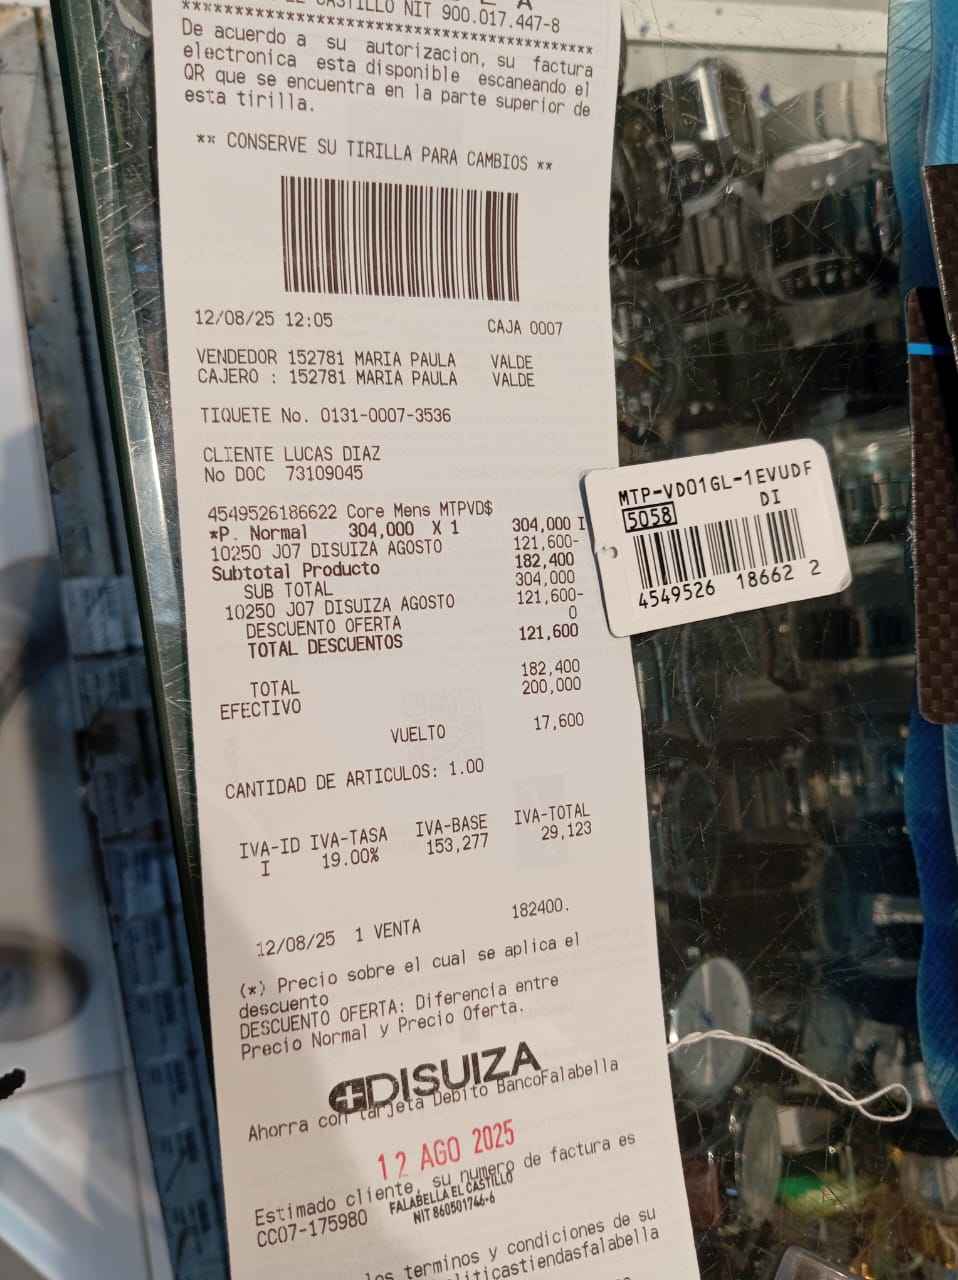 CASTILLO NIT 900.017.447-8
****************************************
De acuerdo a su autorizacion, su factura
electronica esta disponible escaneando el
QR que se encuentra en la parte superior de
esta tirilla.
** CONSERVE SU TIRILLA PARA CAMBIOS **
12/08/25 12:05 CAJA 0007
VENDEDOR 152781 MARIA PAULA VALDE
CAJERO : 152781 MARIA PAULA VALDE
TIQUETE No. 0131-0007-3536
CLIENTE LUCAS DIAZ
No DOC 73109045
4549526186622 Core Mens MTPVD$
*P. Normal 304,000 X 1 304,000 I
10250 J07 DISUIZA AGOSTO 121,600-
Subtotal Producto 182,400
SUB TOTAL 304,000
10250 J07 DISUIZA AGOSTO 121,600-
DESCUENTO OFERTA 0
TOTAL DESCUENTOS 121,600
TOTAL 182,400
EFECTIVO 200,000
VUELTO 17,600
CANTIDAD DE ARTICULOS: 1.00
IVA-ID IVA-TASA IVA-BASE IVA-TOTAL
I 19.00% 153,277 29,123
12/08/25 1 VENTA 182400.
(*) Precio sobre el cual se aplica el
descuento
DESCUENTO OFERTA: Diferencia entre
Precio Normal y Precio Oferta.
DISUIZA
Ahorra con tarjeta Debito BancoFalabella
12 AGO 2025
Estimado cliente, su numero de factura es
CC07-175980
FALABELLA EL CASTILLO
NIT 860501746-6
los terminos y condiciones de su
liticastiendasfalabella
MTP-VD01GL-1EVUDF
5058 DI
4549526 18662 2